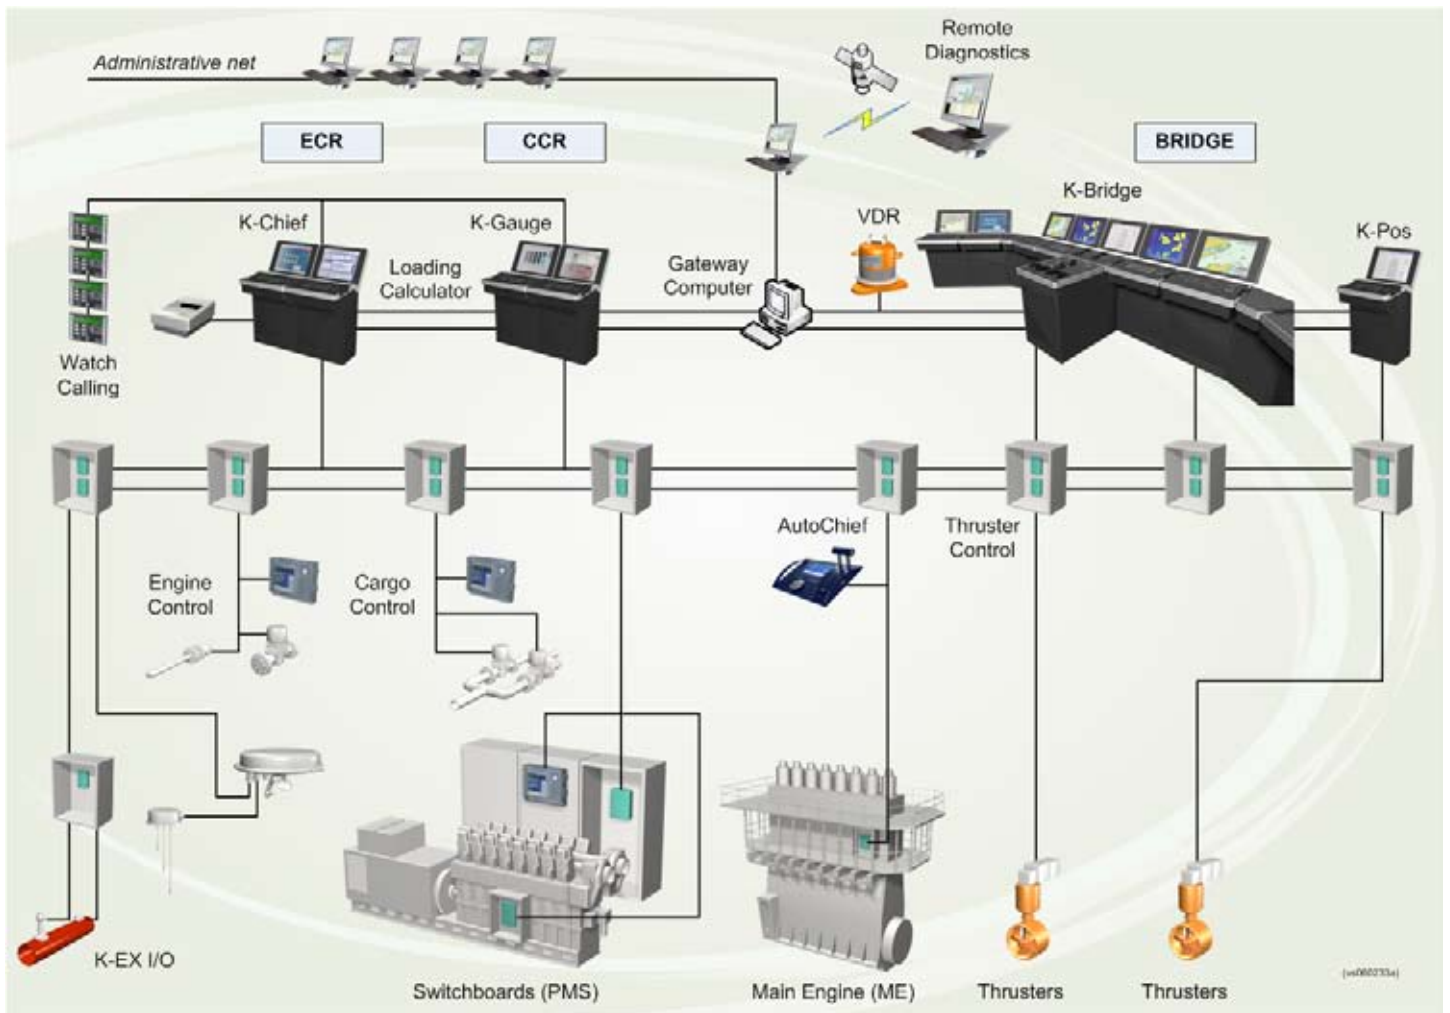 Remote
Diagnostics
Administrative net
ECR
CCR
BRIDGE
K-Bridge
K-Chief
K-Gauge
VDR
K-Pos
Loading
Calculator
Gateway
Computer
Watch
Calling
AutoChief
Thruster
Control
Engine
Control
Cargo
Control
K-EX I/O
Switchboards (PMS)
Main Engine (ME)
Thrusters
Thrusters